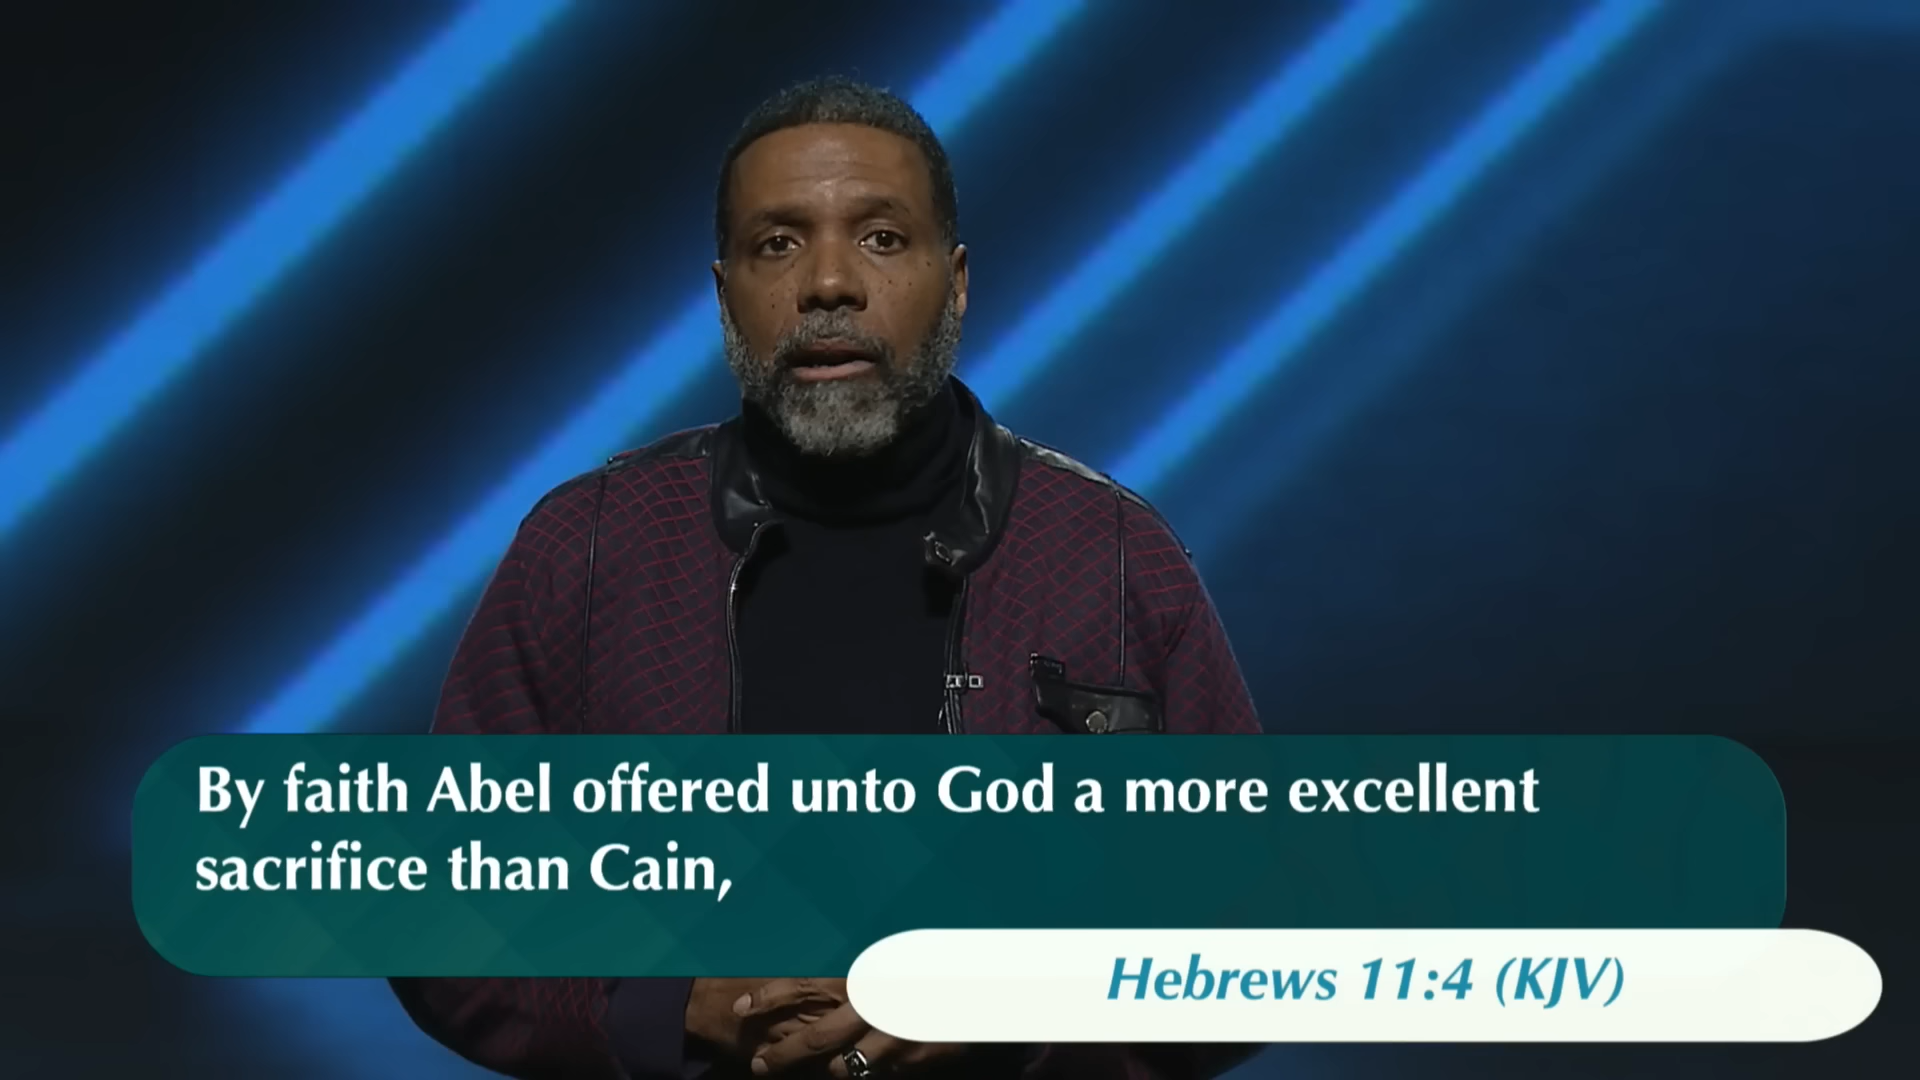 By faith Abel offered unto God a more excellent
sacrifice than Cain,
Hebrews 11:4 (KJV)